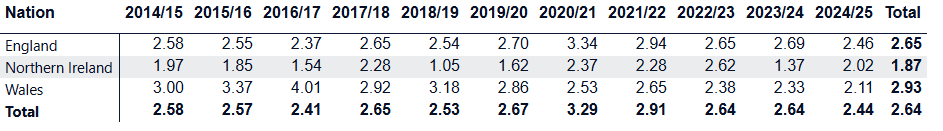 Nation 2014/15 2015/16 2016/17 2017/18 2018/19 2019/20 2020/21 2021/22 2022/23 2023/24 2024/25 Total
England 2.58 2.55 2.37 2.65 2.54 2.70 3.34 2.94 2.65 2.69 2.46 2.65
Northern Ireland 1.97 1.85 1.54 2.28 1.05 1.62 2.37 2.28 2.62 1.37 2.02 1.87
Wales 3.00 3.37 4.01 2.92 3.18 2.86 2.53 2.65 2.38 2.33 2.11 2.93
Total 2.58 2.57 2.41 2.65 2.53 2.67 3.29 2.91 2.64 2.64 2.44 2.64